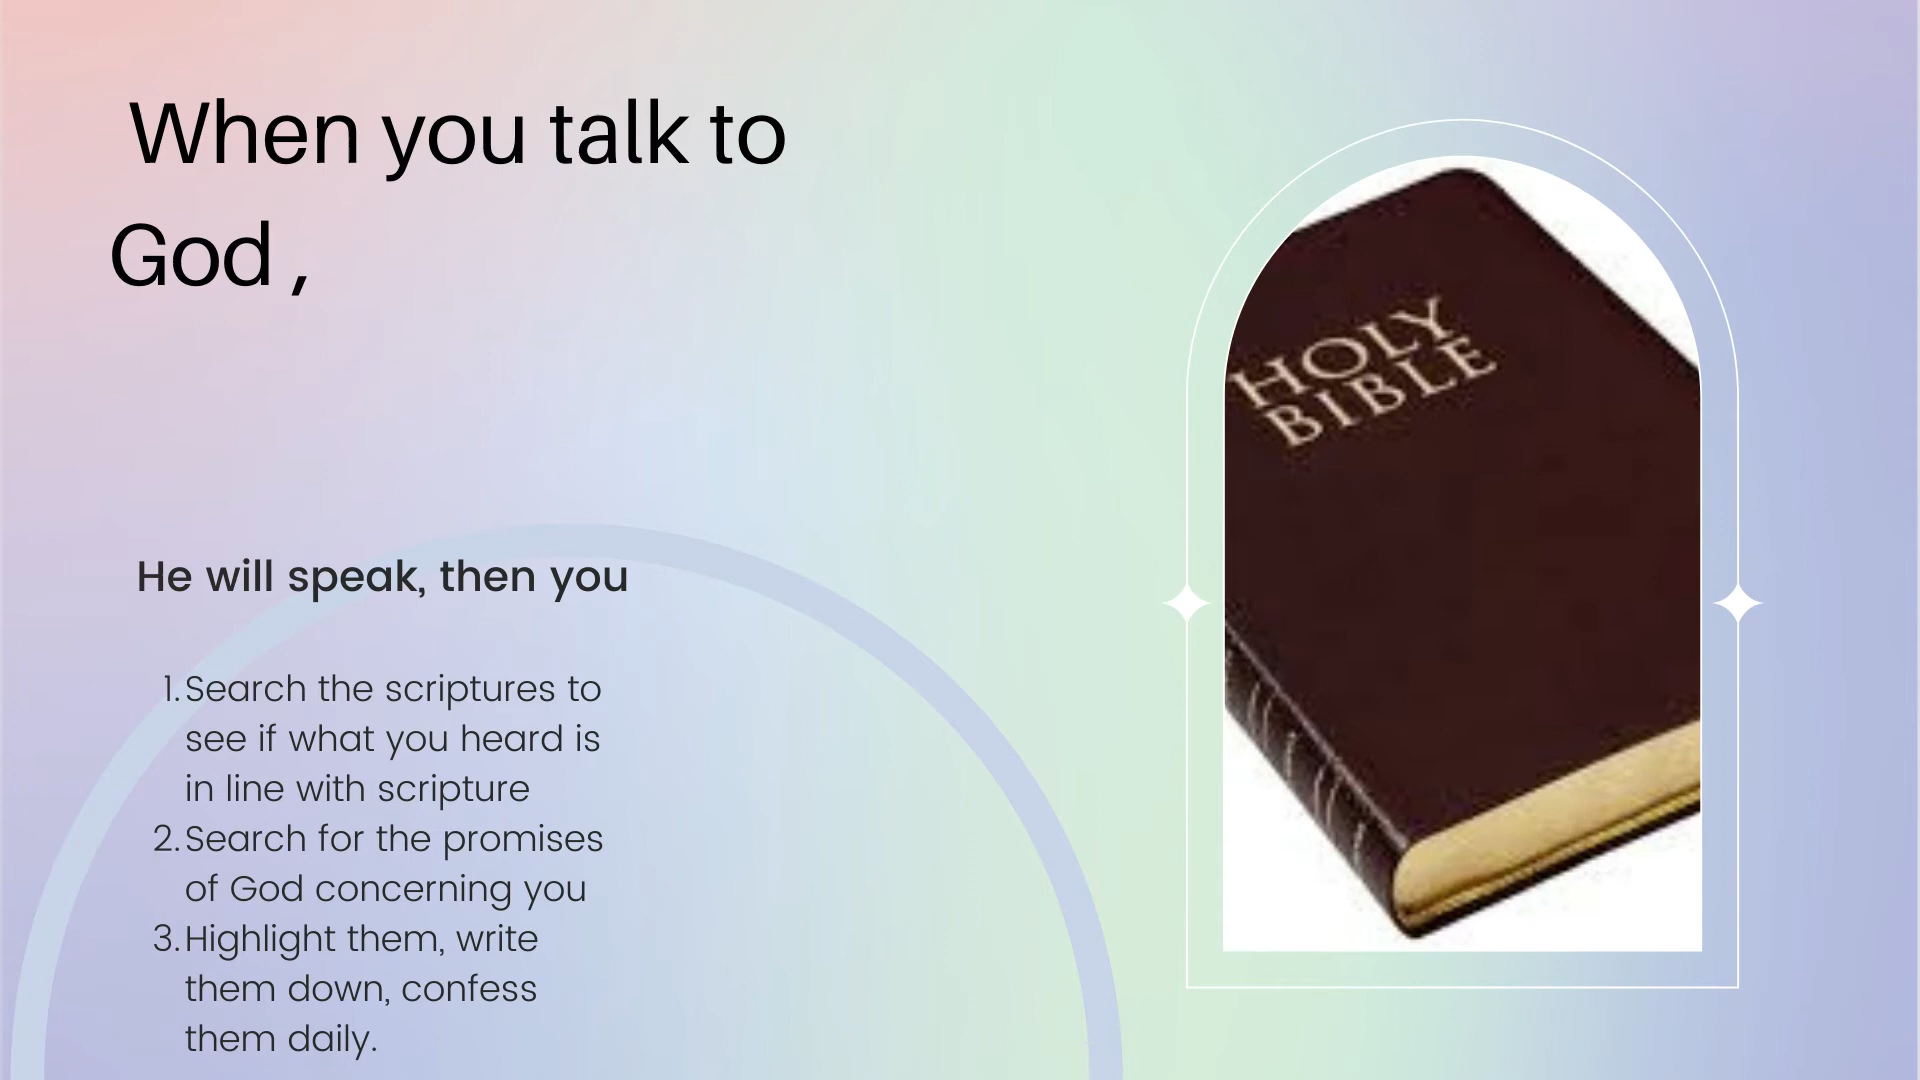 When you talk to
God ,
He will speak, then you
1. Search the scriptures to
see if what you heard is
in line with scripture
2. Search for the promises
of God concerning you
3. Highlight them, write
them down, confess
them daily.
HOLY
BIBLE